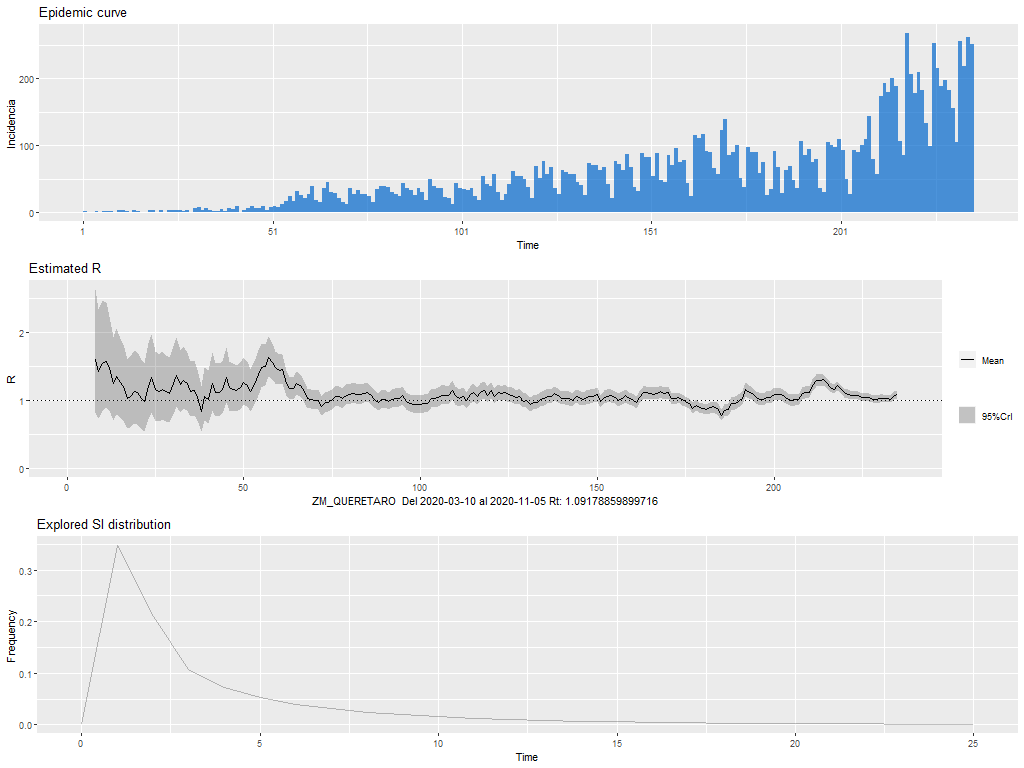 Epidemic curve
Incidencia
200
100
0
1
51
101
151
201
Time
Estimated R
R
2
1
0
0
50
100
150
200
Mean
95%CrI
ZM_QUERETARO Del 2020-03-10 al 2020-11-05 Rt: 1.09178859899716
Explored SI distribution
Frequency
0.3
0.2
0.1
0.0
0
5
10
15
20
25
Time